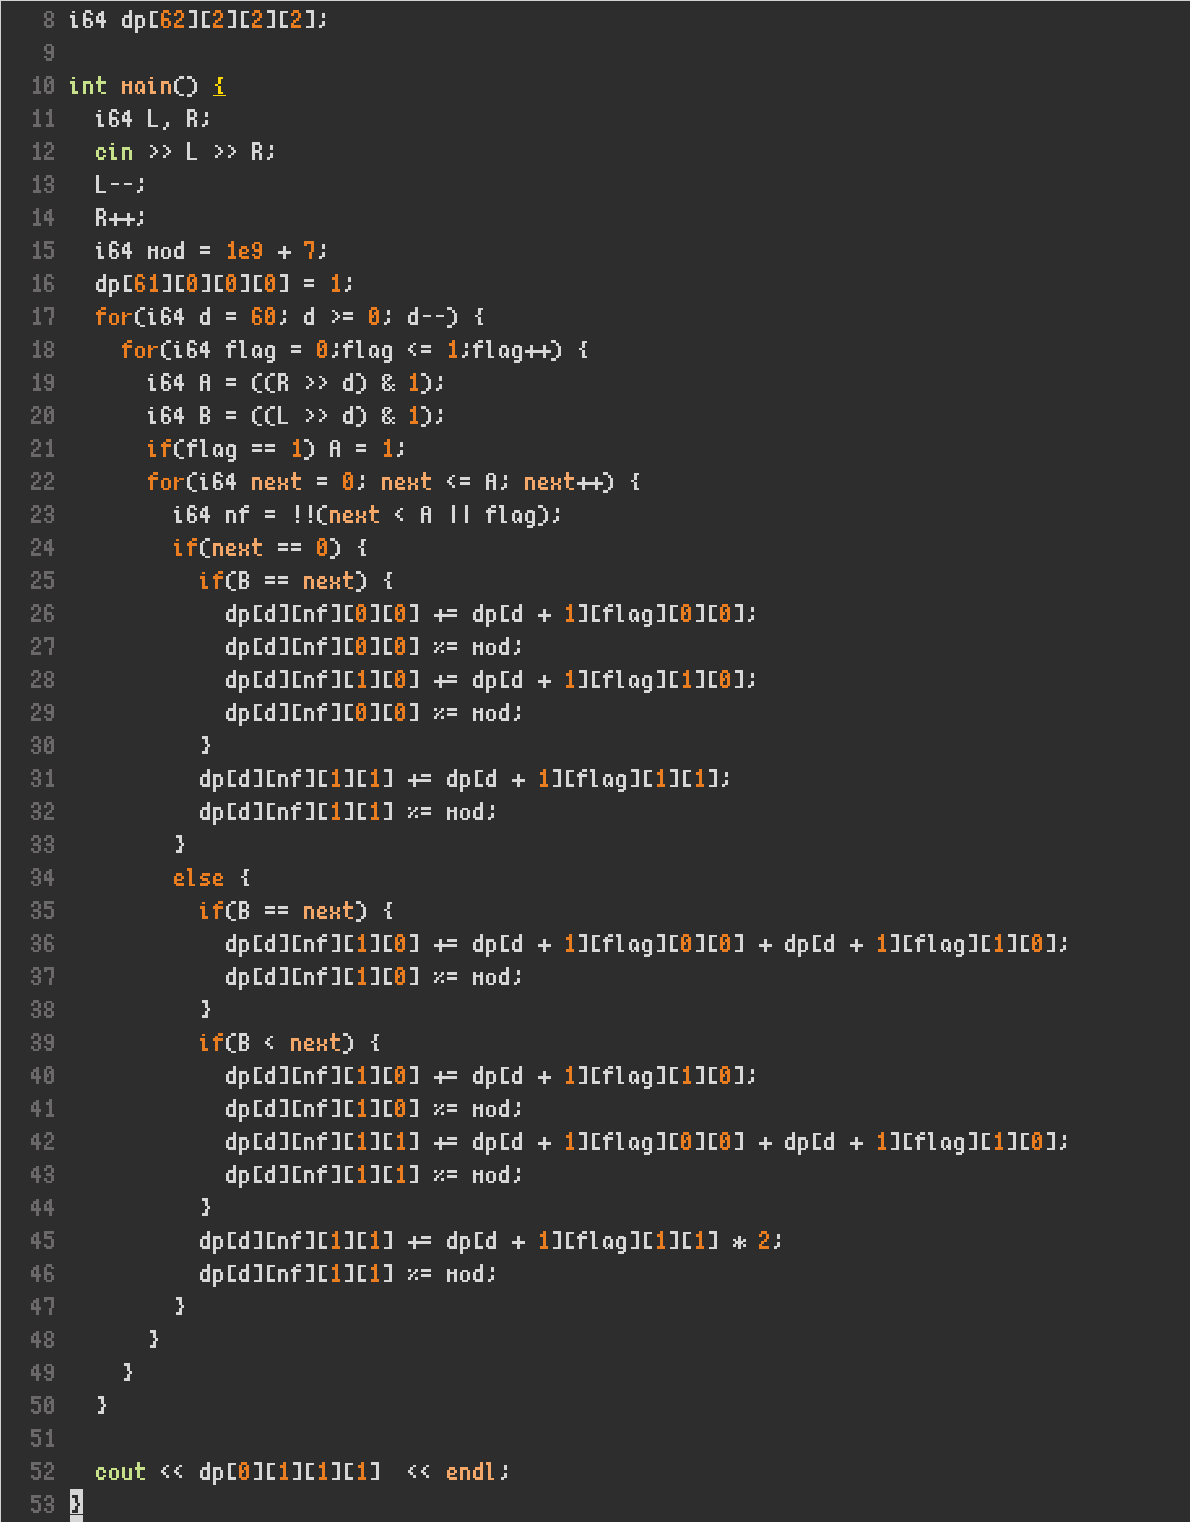 8 i64 dp[62][2][2][2];
9
10 int main() {
11   i64 L, R;
12   cin >> L >> R;
13   L--;
14   R++;
15   i64 mod = 1e9 + 7;
16   dp[61][0][0][0] = 1;
17   for(i64 d = 60; d >= 0; d--) {
18     for(i64 flag = 0;flag <= 1;flag++) {
19       i64 A = ((R >> d) & 1);
20       i64 B = ((L >> d) & 1);
21       if(flag == 1) A = 1;
22       for(i64 next = 0; next <= A; next++) {
23         i64 nf = !!(next < A || flag);
24         if(next == 0) {
25           if(B == next) {
26             dp[d][nf][0][0] += dp[d + 1][flag][0][0];
27             dp[d][nf][0][0] %= mod;
28             dp[d][nf][1][0] += dp[d + 1][flag][1][0];
29             dp[d][nf][0][0] %= mod;
30           }
31           dp[d][nf][1][1] += dp[d + 1][flag][1][1];
32           dp[d][nf][1][1] %= mod;
33         }
34         else {
35           if(B == next) {
36             dp[d][nf][1][0] += dp[d + 1][flag][0][0] + dp[d + 1][flag][1][0];
37             dp[d][nf][1][0] %= mod;
38           }
39           if(B < next) {
40             dp[d][nf][1][0] += dp[d + 1][flag][1][0];
41             dp[d][nf][1][0] %= mod;
42             dp[d][nf][1][1] += dp[d + 1][flag][0][0] + dp[d + 1][flag][1][0];
43             dp[d][nf][1][1] %= mod;
44           }
45           dp[d][nf][1][1] += dp[d + 1][flag][1][1] * 2;
46           dp[d][nf][1][1] %= mod;
47         }
48       }
49     }
50   }
51
52   cout << dp[0][1][1][1]  << endl;
53 }